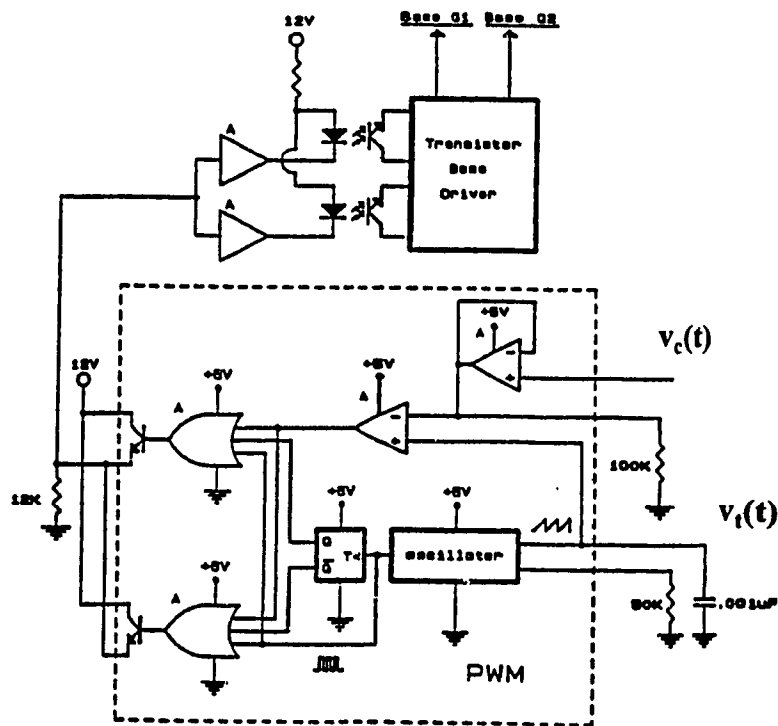 Base Q1 Base Q2
12V
A
Transistor
Base
Driver
A
+5V
A
vc(t)
12V
+5V
+5V
A
A
-
+
-
+
100K
12K
+5V
+5V
vt(t)
Q
T<
Q̅
oscillator
+5V
A
50K
.001uF
PWM